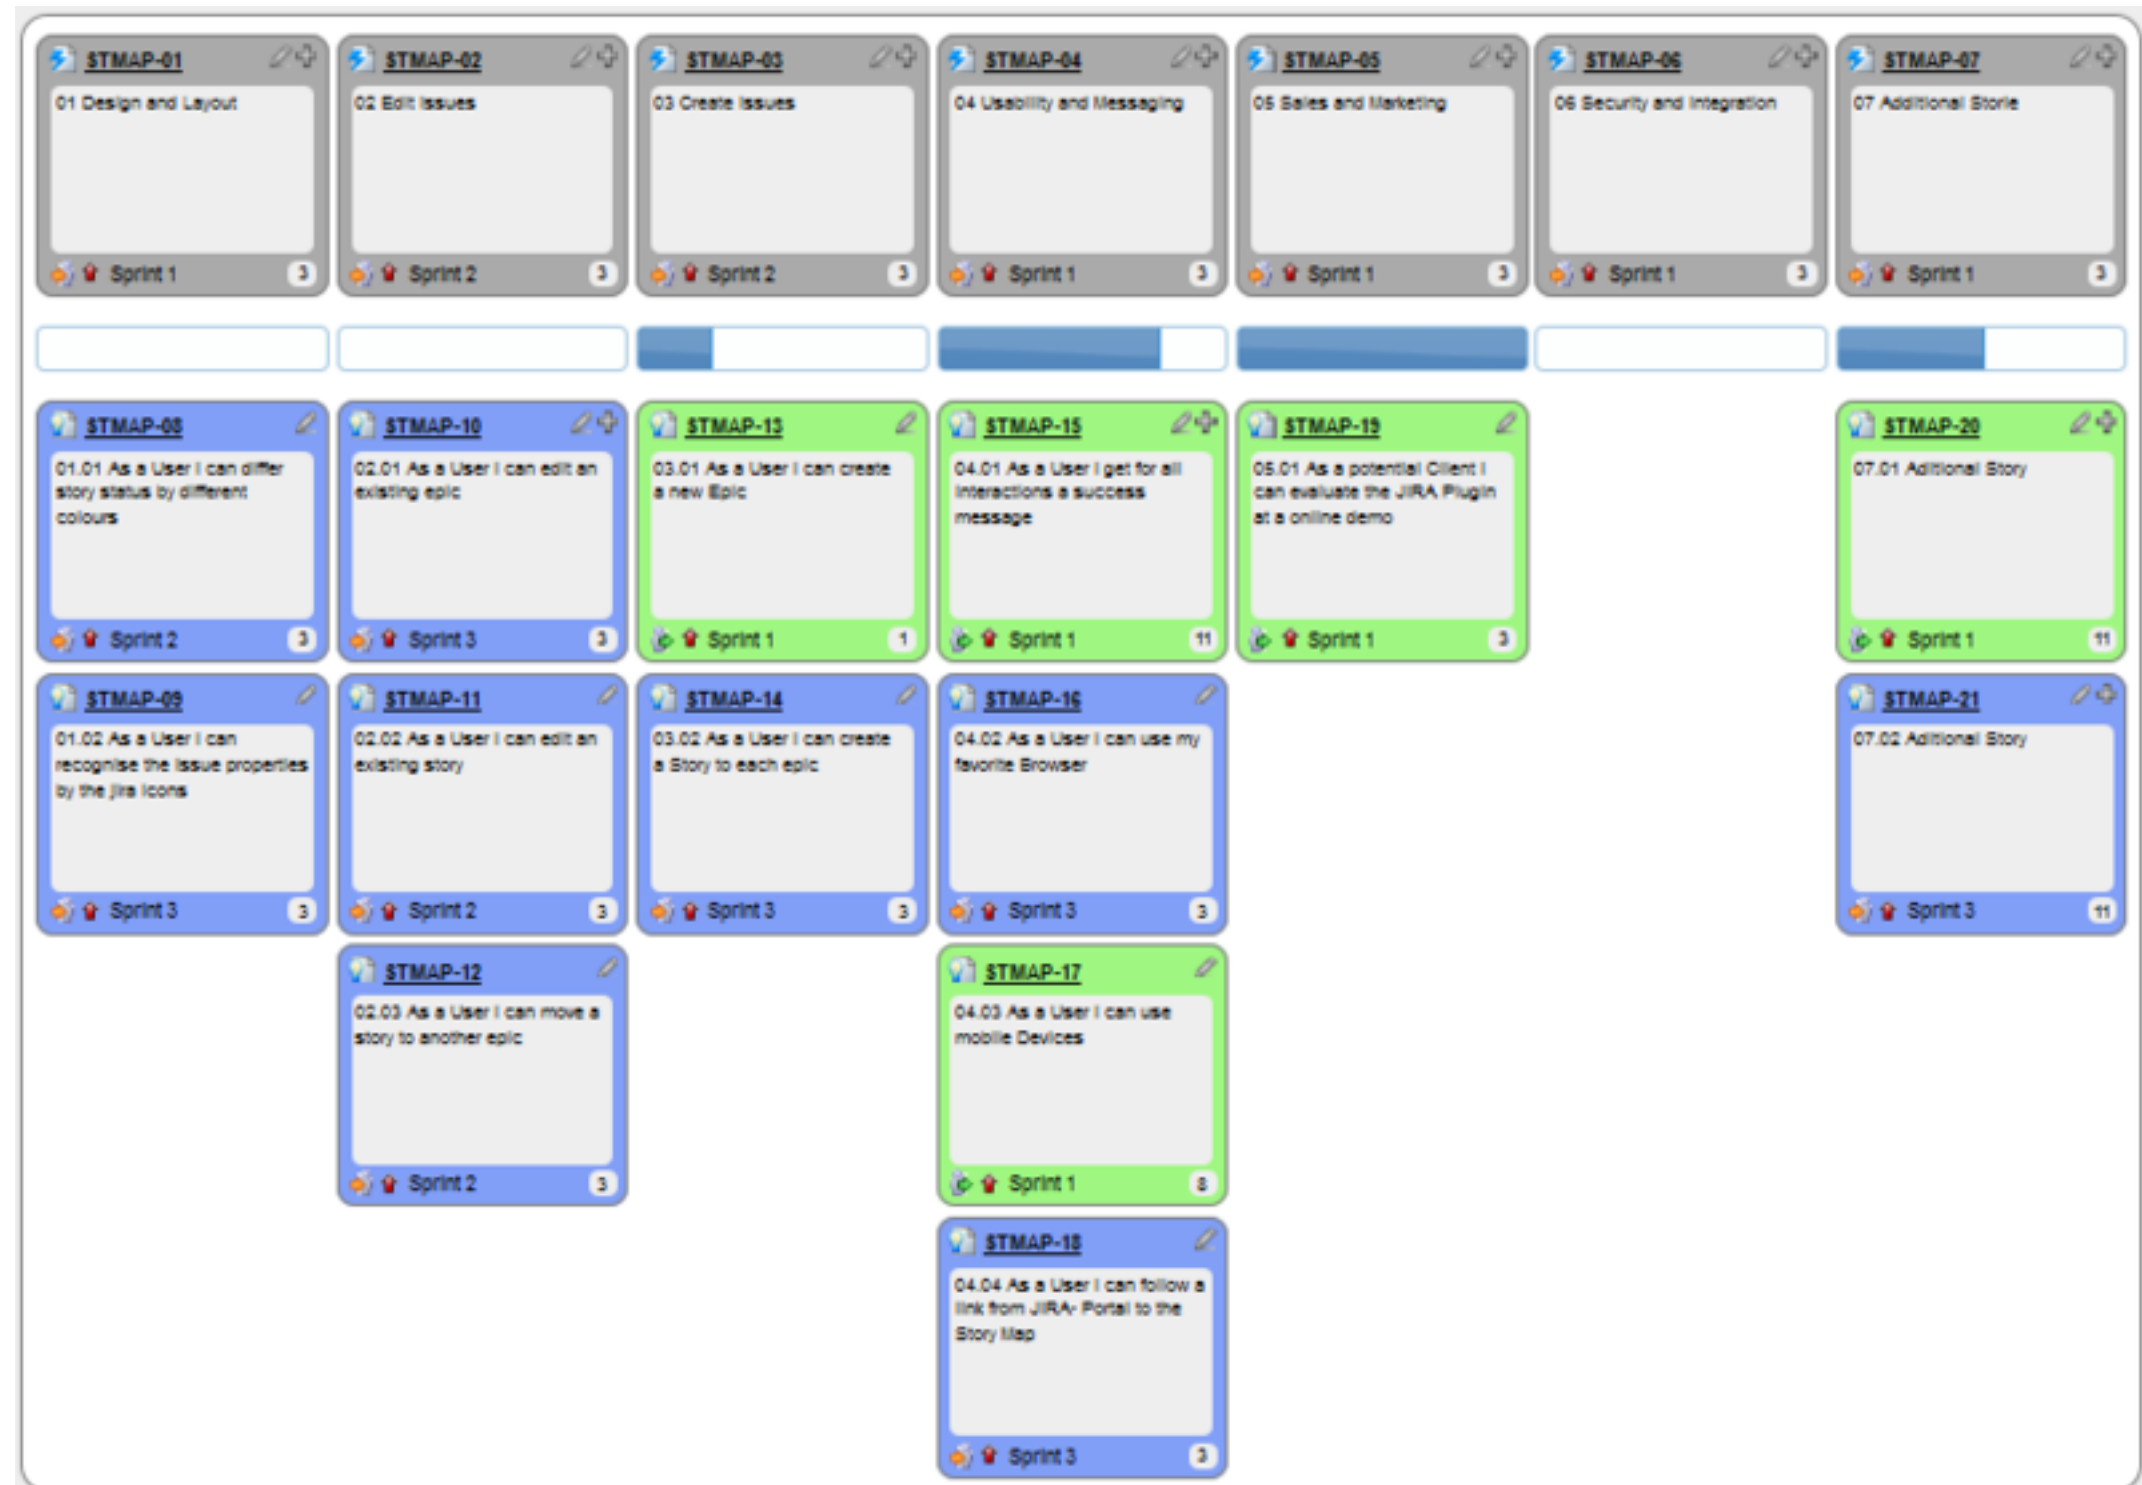 STMAP-01
01 Design and Layout
Sprint 1 3
STMAP-02
02 Edit Issues
Sprint 2 3
STMAP-03
03 Create Issues
Sprint 2 3
STMAP-04
04 Usability and Messaging
Sprint 1 3
STMAP-05
05 Sales and Marketing
Sprint 1 3
STMAP-06
06 Security and Integration
Sprint 1 3
STMAP-07
07 Additional Storie
Sprint 1 3
STMAP-08
01.01 As a User I can differ
story status by different
colours
Sprint 2 3
STMAP-10
02.01 As a User I can edit an
existing epic
Sprint 3 3
STMAP-13
03.01 As a User I can create
a new Epic
Sprint 1 1
STMAP-15
04.01 As a User I get for all
Interactions a success
message
Sprint 1 11
STMAP-19
05.01 As a potential Client I
can evaluate the JIRA Plugin
at a online demo
Sprint 1 3
STMAP-20
07.01 Aditional Story
Sprint 1 11
STMAP-09
01.02 As a User I can
recognise the Issue properties
by the Jira Icons
Sprint 3 3
STMAP-11
02.02 As a User I can edit an
existing story
Sprint 2 3
STMAP-14
03.02 As a User I can create
a Story to each epic
Sprint 3 3
STMAP-16
04.02 As a User I can use my
favorite Browser
Sprint 3 3
STMAP-21
07.02 Aditional Story
Sprint 3 11
STMAP-12
02.03 As a User I can move a
story to another epic
Sprint 2 3
STMAP-17
04.03 As a User I can use
mobile Devices
Sprint 1 8
STMAP-18
04.04 As a User I can follow a
link from JIRA- Portal to the
Story Map
Sprint 3 3